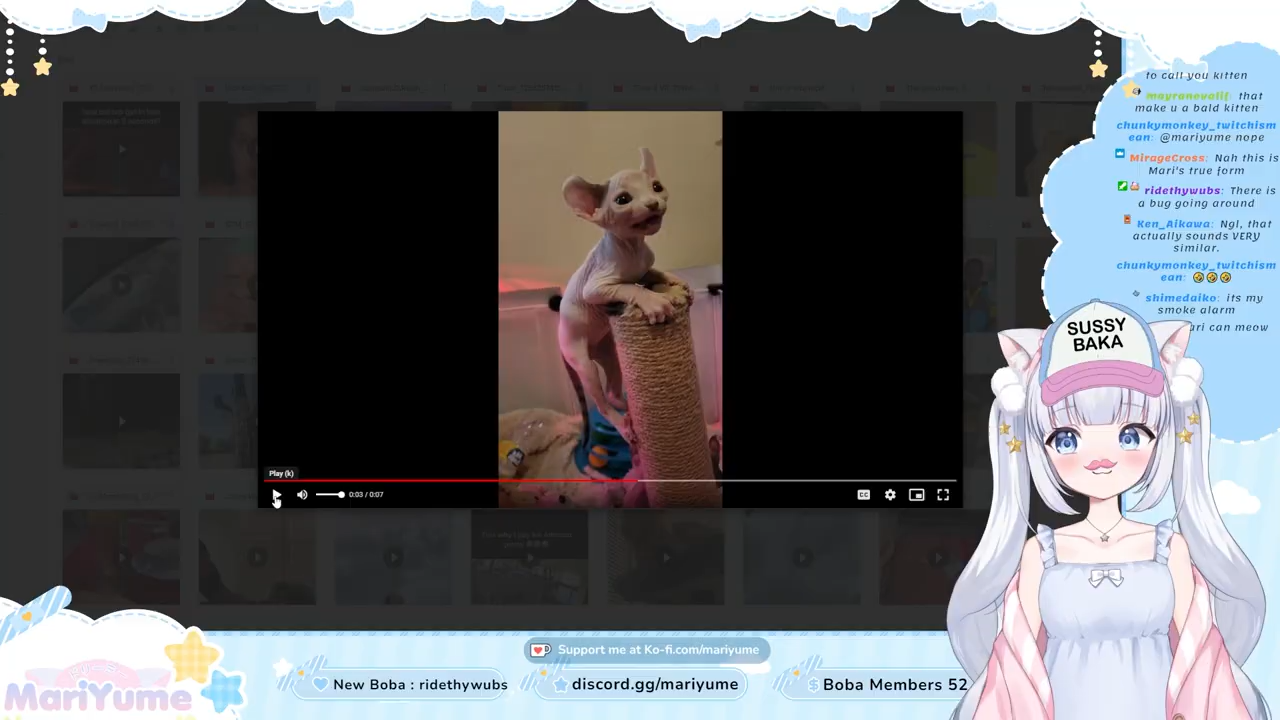 to call you kitten
mayranevalif: that
make u a bald kitten
chunkymonkey_twitchism
ean: @mariyume nope
MirageCross: Nah this is
Mari's true form
ridethywubs: There is
a bug going around
Ken_Aikawa: Ngl, that
actually sounds VERY
similar.
chunkymonkey_twitchism
ean: 🤣🤣🤣
shimedaiko: its my
smoke alarm
ari can meow
SUSSY
BAKA
Play (k)
0:03 / 0:07
CC
Support me at Ko-fi.com/mariyume
MariYume
New Boba : ridethywubs
discord.gg/mariyume
Boba Members 52